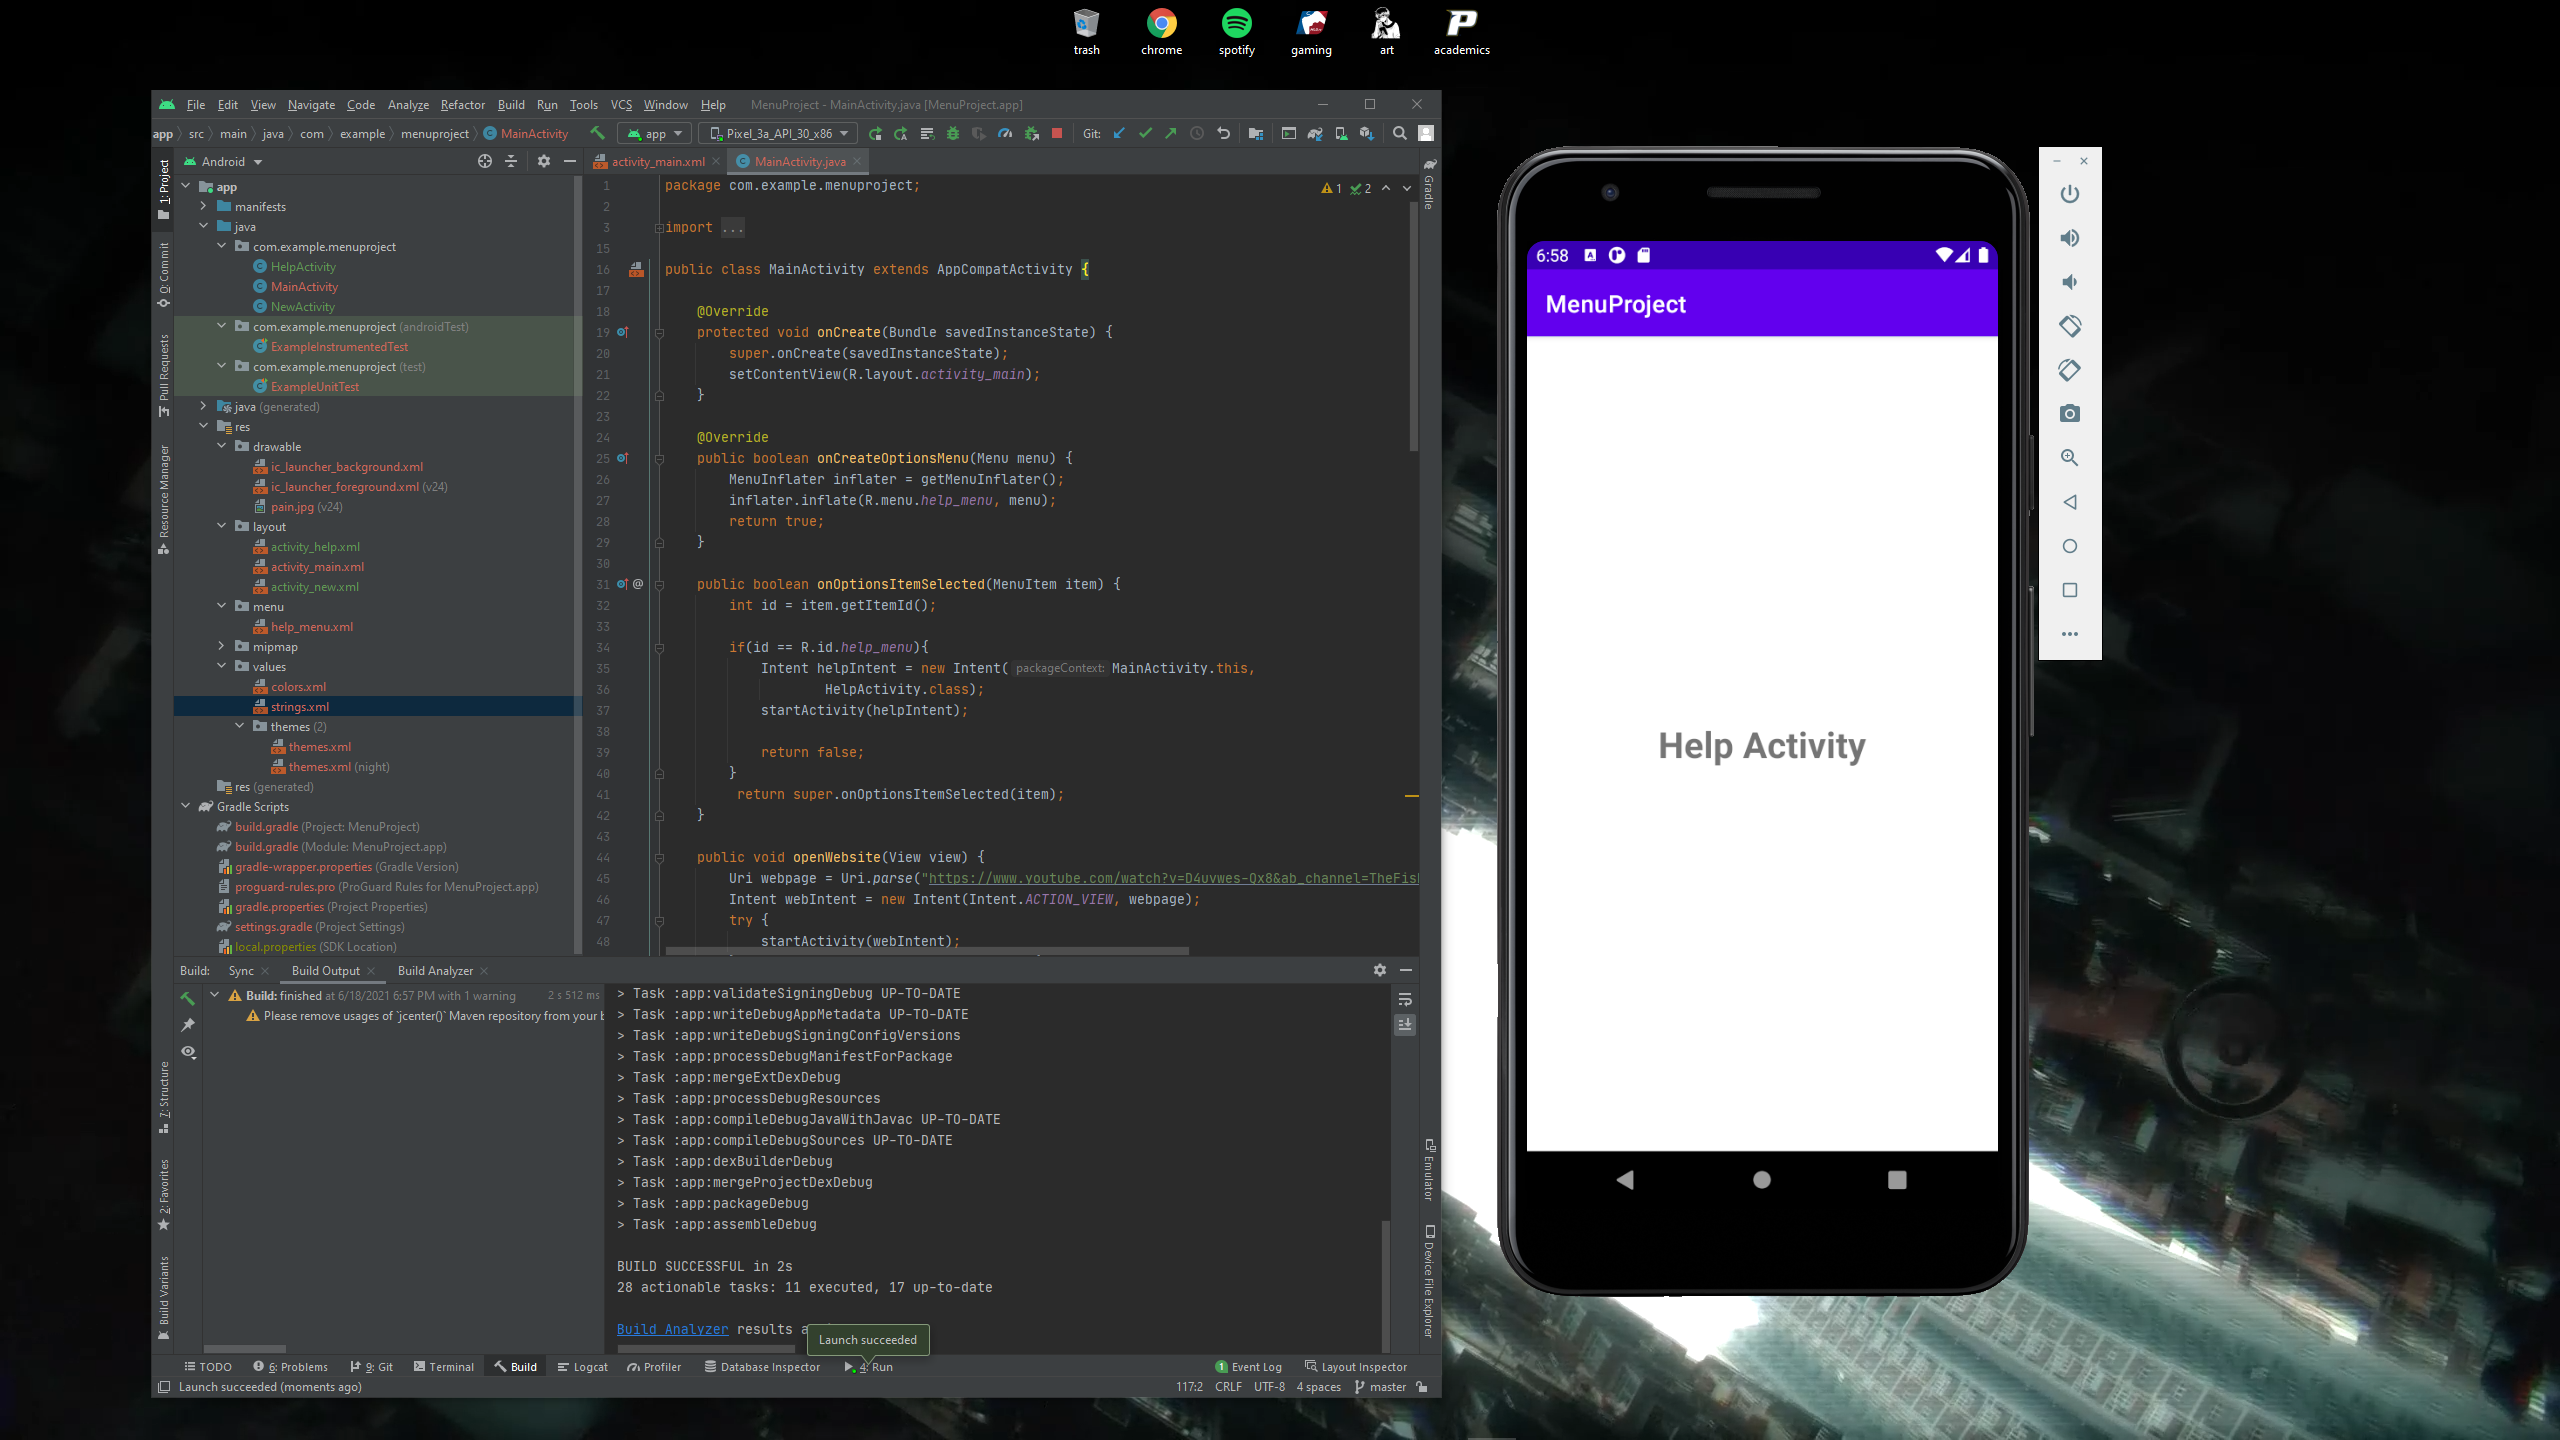 trash
chrome
spotify
gaming
art
academics
File Edit View Navigate Code Analyze Refactor Build Run Tools VCS Window Help MenuProject - MainActivity.java [MenuProject.app]
app src main java com example menuproject MainActivity app Pixel_3a_API_30_x86 Git:
Android
activity_main.xml MainActivity.java
1: Project
0: Commit
Pull Requests
Resource Manager
7: Structure
2: Favorites
Build Variants
app
manifests
java
com.example.menuproject
HelpActivity
MainActivity
NewActivity
com.example.menuproject (androidTest)
ExampleInstrumentedTest
com.example.menuproject (test)
ExampleUnitTest
java (generated)
res
drawable
ic_launcher_background.xml
ic_launcher_foreground.xml (v24)
pain.jpg (v24)
layout
activity_help.xml
activity_main.xml
activity_new.xml
menu
help_menu.xml
mipmap
values
colors.xml
strings.xml
themes (2)
themes.xml
themes.xml (night)
res (generated)
Gradle Scripts
build.gradle (Project: MenuProject)
build.gradle (Module: MenuProject.app)
gradle-wrapper.properties (Gradle Version)
proguard-rules.pro (ProGuard Rules for MenuProject.app)
gradle.properties (Project Properties)
settings.gradle (Project Settings)
local.properties (SDK Location)
1 package com.example.menuproject;
2
3 import ...
15
16 public class MainActivity extends AppCompatActivity {
17
18 @Override
19 protected void onCreate(Bundle savedInstanceState) {
20 super.onCreate(savedInstanceState);
21 setContentView(R.layout.activity_main);
22 }
23
24 @Override
25 public boolean onCreateOptionsMenu(Menu menu) {
26 MenuInflater inflater = getMenuInflater();
27 inflater.inflate(R.menu.help_menu, menu);
28 return true;
29 }
30
31 @ public boolean onOptionsItemSelected(MenuItem item) {
32 int id = item.getItemId();
33
34 if(id == R.id.help_menu){
35 Intent helpIntent = new Intent( packageContext: MainActivity.this,
36 HelpActivity.class);
37 startActivity(helpIntent);
38
39 return false;
40 }
41 return super.onOptionsItemSelected(item);
42 }
43
44 public void openWebsite(View view) {
45 Uri webpage = Uri.parse("https://www.youtube.com/watch?v=D4uvwes-Qx8&ab_channel=TheFis
46 Intent webIntent = new Intent(Intent.ACTION_VIEW, webpage);
47 try {
48 startActivity(webIntent);
1 2
Gradle
Emulator
Device File Explorer
Build: Sync Build Output Build Analyzer
Build: finished at 6/18/2021 6:57 PM with 1 warning 2 s 512 ms
Please remove usages of `jcenter()` Maven repository from your b
> Task :app:validateSigningDebug UP-TO-DATE
> Task :app:writeDebugAppMetadata UP-TO-DATE
> Task :app:writeDebugSigningConfigVersions
> Task :app:processDebugManifestForPackage
> Task :app:mergeExtDexDebug
> Task :app:processDebugResources
> Task :app:compileDebugJavaWithJavac UP-TO-DATE
> Task :app:compileDebugSources UP-TO-DATE
> Task :app:dexBuilderDebug
> Task :app:mergeProjectDexDebug
> Task :app:packageDebug
> Task :app:assembleDebug
BUILD SUCCESSFUL in 2s
28 actionable tasks: 11 executed, 17 up-to-date
Build Analyzer results a
Launch succeeded
TODO 6: Problems 9: Git Terminal Build Logcat Profiler Database Inspector 4: Run 1 Event Log Layout Inspector
Launch succeeded (moments ago) 117:2 CRLF UTF-8 4 spaces master
6:58
MenuProject
Help Activity